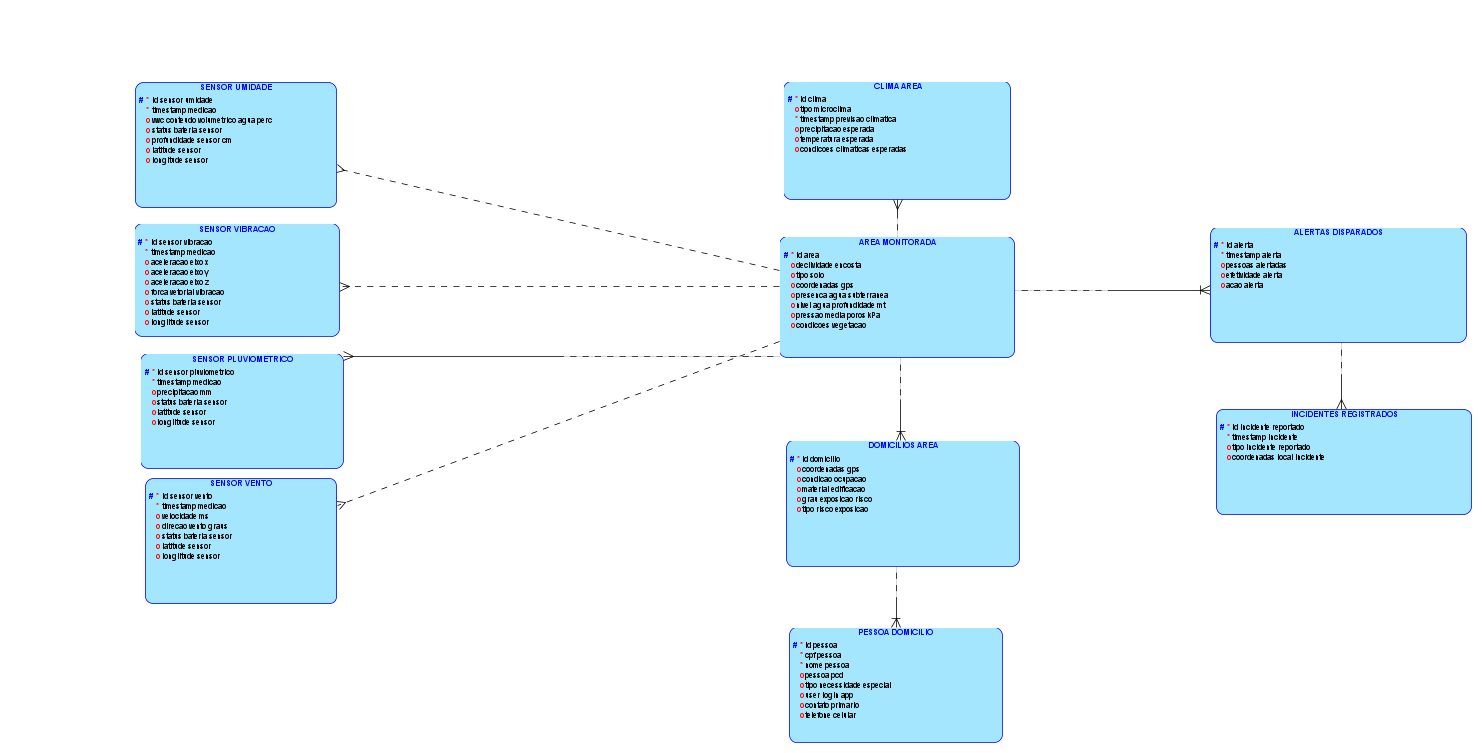 SENSOR UMIDADE
# * id sensor umidade
* timestamp medicao
o vwc conteudo volumetrico agua perc
o status bateria sensor
o profundidade sensor cm
o latitude sensor
o longitude sensor
SENSOR VIBRACAO
# * id sensor vibracao
* timestamp medicao
o aceleracao eixo x
o aceleracao eixo y
o aceleracao eixo z
o forca vetorial vibracao
o status bateria sensor
o latitude sensor
o longitude sensor
SENSOR PLUVIOMETRICO
# * id sensor pluviometrico
* timestamp medicao
o precipitacao mm
o status bateria sensor
o latitude sensor
o longitude sensor
SENSOR VENTO
# * id sensor vento
* timestamp medicao
o velocidade ms
o direcao vento graus
o status bateria sensor
o latitude sensor
o longitude sensor
CLIMA AREA
# * id clima
o tipo microclima
* timestamp previsao climatica
o precipitacao esperada
o temperatura esperada
o condicoes climaticas esperadas
AREA MONITORADA
# * id area
o declividade encosta
o tipo solo
o coordenadas gps
o presenca agua subterranea
o nivel agua profundidade mt
o pressao media poros kPa
o condicoes vegetacao
DOMICILIOS AREA
# * id domicilio
o coordenadas gps
o condicao ocupacao
o material edificacao
o grau exposicao risco
o tipo risco exposicao
PESSOA DOMICILIO
# * id pessoa
* cpf pessoa
* nome pessoa
o pessoa pcd
o tipo necessidade especial
o user login app
o contato primario
o telefone celular
ALERTAS DISPARADOS
# * id alerta
* timestamp alerta
o pessoas alertadas
o efetividade alerta
o acao alerta
INCIDENTES REGISTRADOS
# * id incidente reportado
* timestamp incidente
o tipo incidente reportado
o coordenadas local incidente